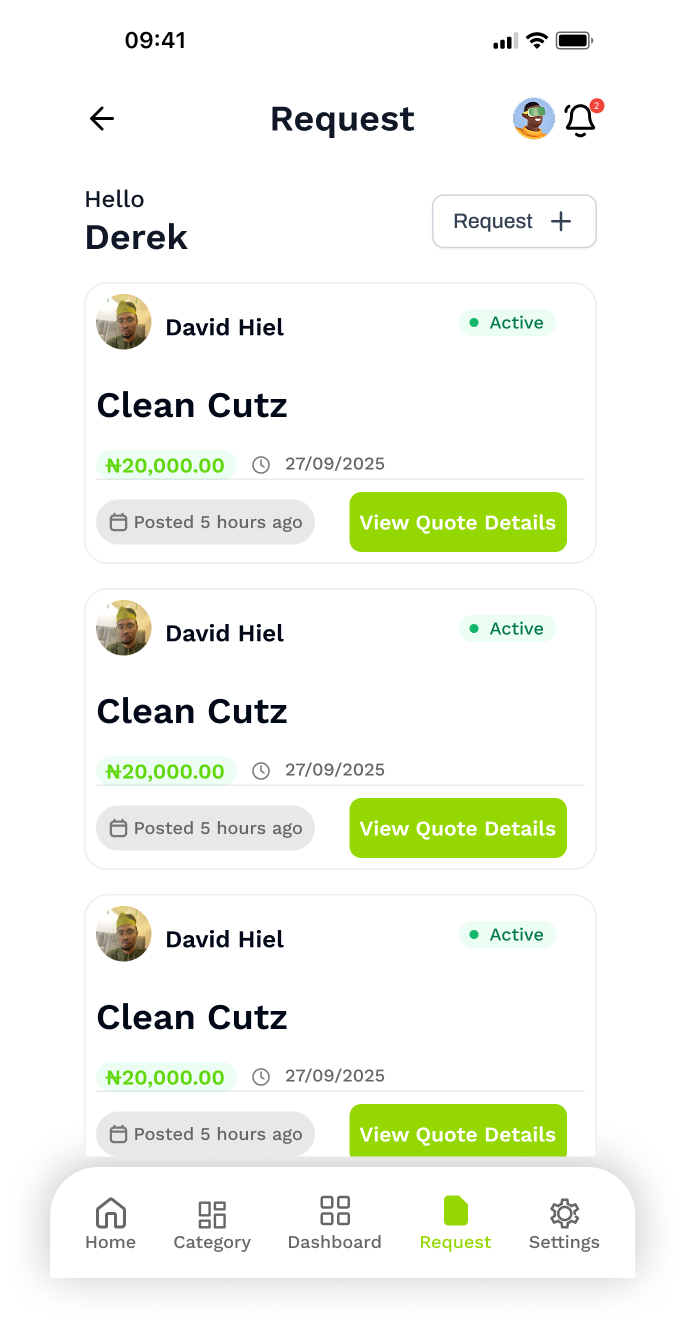 09:41
Request
2
Hello
Derek
Request
David Hiel
Active
Clean Cutz
₦20,000.00
27/09/2025
Posted 5 hours ago
View Quote Details
David Hiel
Active
Clean Cutz
₦20,000.00
27/09/2025
Posted 5 hours ago
View Quote Details
David Hiel
Active
Clean Cutz
₦20,000.00
27/09/2025
Posted 5 hours ago
View Quote Details
Home
Category
Dashboard
Request
Settings